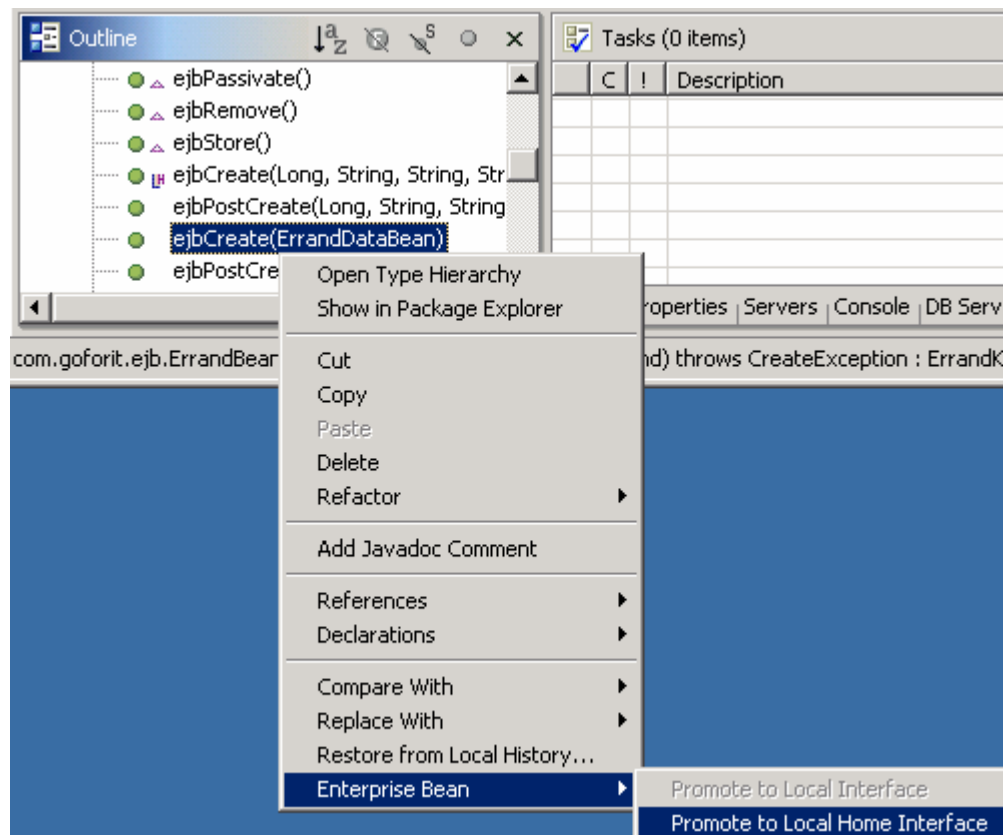 Outline
Tasks (0 items)
C ! Description
ejbPassivate()
ejbRemove()
ejbStore()
ejbCreate(Long, String, String, Str
ejbPostCreate(Long, String, String
ejbCreate(ErrandDataBean)
ejbPostCre
roperties Servers Console DB Serv
com.goforit.ejb.ErrandBean
nd) throws CreateException : ErrandK
Open Type Hierarchy
Show in Package Explorer
Cut
Copy
Paste
Delete
Refactor
Add Javadoc Comment
References
Declarations
Compare With
Replace With
Restore from Local History...
Enterprise Bean
Promote to Local Interface
Promote to Local Home Interface